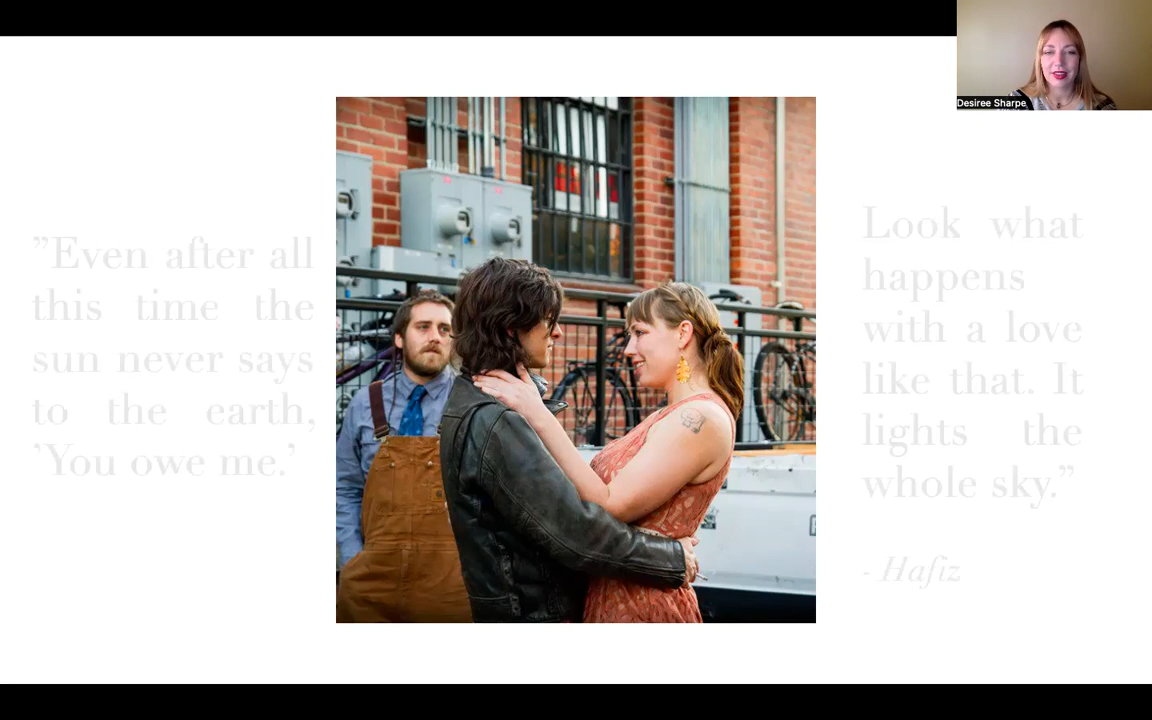 ”Even after all
this time the
sun never says
to the earth,
’You owe me.’
Look what
happens
with a love
like that. It
lights the
whole sky.”
- Hafiz
Desiree Sharpe